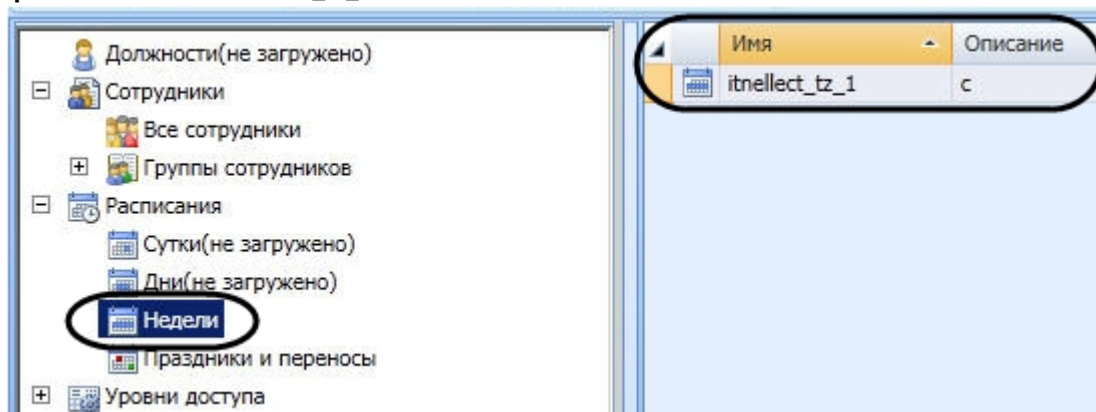 Должности(не загружено)
Сотрудники
Все сотрудники
Группы сотрудников
Расписания
Сутки(не загружено)
Дни(не загружено)
Недели
Праздники и переносы
Уровни доступа
Имя Описание
itnellect_tz_1 с